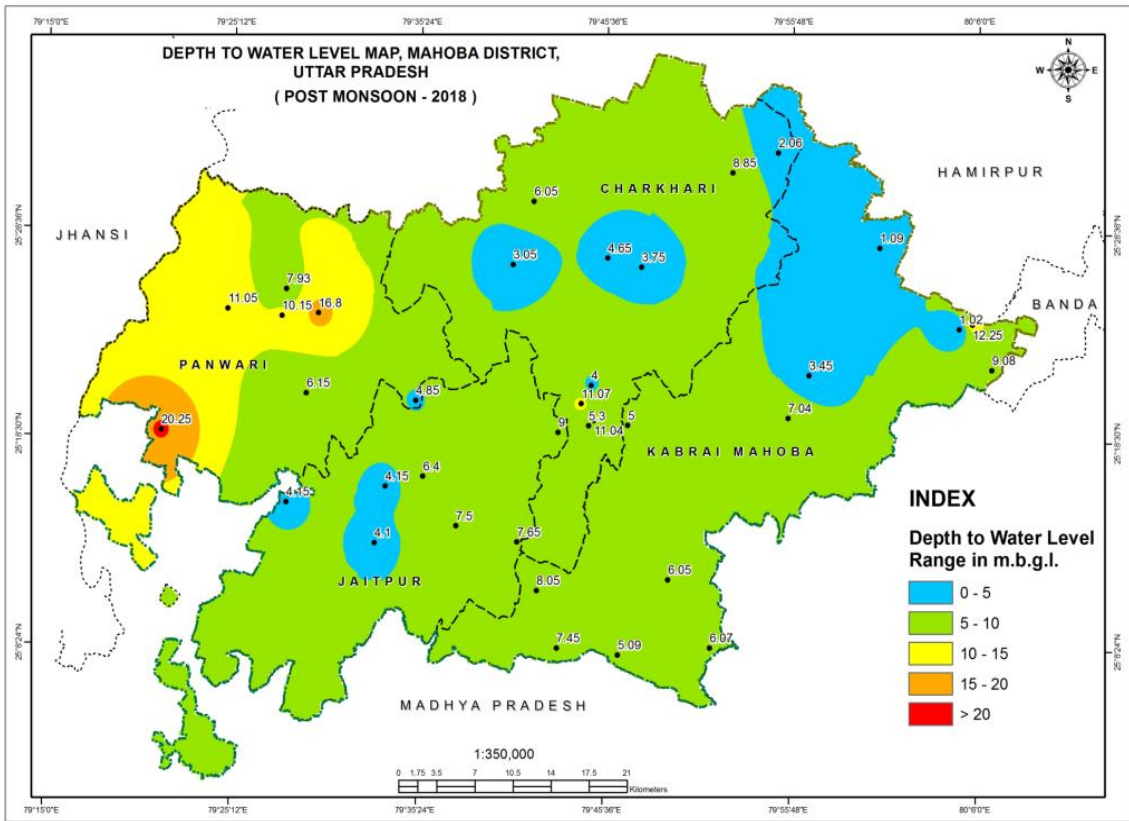 79°15'0"E 79°25'12"E 79°35'24"E 79°45'36"E 79°55'48"E 80°6'0"E
DEPTH TO WATER LEVEL MAP, MAHOBA DISTRICT,
UTTAR PRADESH
( POST MONSOON - 2018 )
N
W E
S
2.06
8.85
HAMIRPUR
CHARKHARI
6.05
25°28'36"N 25°28'36"N
JHANSI
1.09
3.05 4.65 3.75
7.93
BANDA
11.05 10.15 16.8
1.02
12.25
PANWARI
9.08
3.45
6.15 4.85 4
11.07
20.25 7.04
9 5.3 5
11.04
25°18'30"N 25°18'30"N
KABRAI MAHOBA
6.4
4.15
4.15
INDEX
7.5
4.1 7.65
Depth to Water Level
Range in m.b.g.l.
JAITPUR
6.05
8.05
0 - 5
5 - 10
7.45 5.09 6.07
25°8'24"N 25°8'24"N
10 - 15
15 - 20
MADHYA PRADESH
> 20
1:350,000
0 1.75 3.5 7 10.5 14 17.5 21
Kilometers
79°15'0"E 79°25'12"E 79°35'24"E 79°45'36"E 79°55'48"E 80°6'0"E